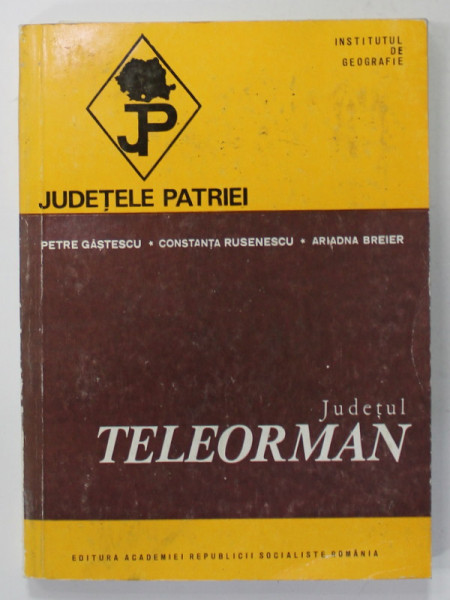 INSTITUTUL
DE
GEOGRAFIE
JP
JUDEȚELE PATRIEI
PETRE GÂȘTESCU • CONSTANȚA RUSENESCU • ARIADNA BREIER
Județul
TELEORMAN
EDITURA ACADEMIEI REPUBLICII SOCIALISTE ROMÂNIA